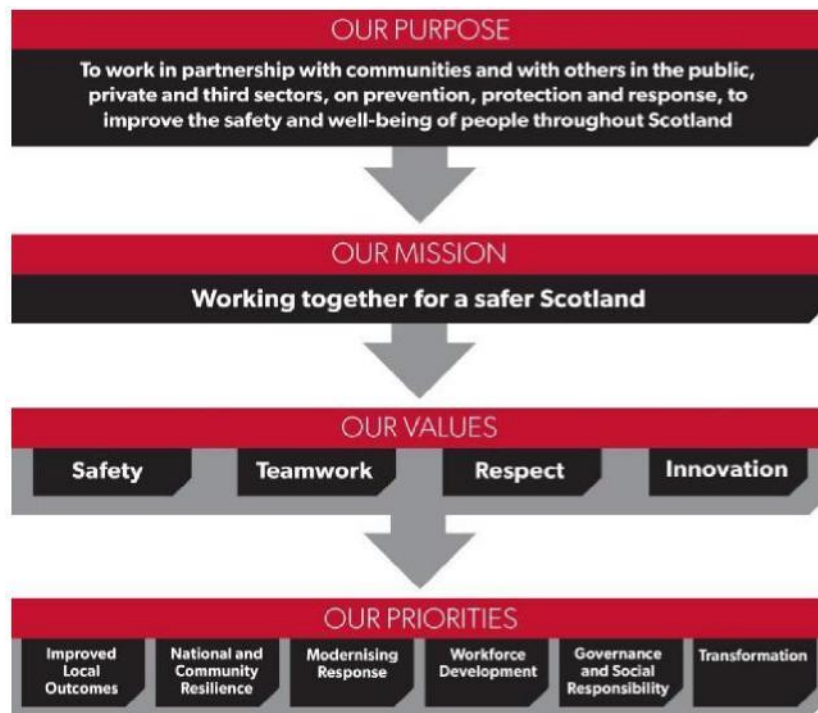 OUR PURPOSE
To work in partnership with communities and with others in the public,
private and third sectors, on prevention, protection and response, to
improve the safety and well-being of people throughout Scotland
OUR MISSION
Working together for a safer Scotland
OUR VALUES
Safety
Teamwork
Respect
Innovation
OUR PRIORITIES
Improved
Local
Outcomes
National and
Community
Resilience
Modernising
Response
Workforce
Development
Governance
and Social
Responsibility
Transformation